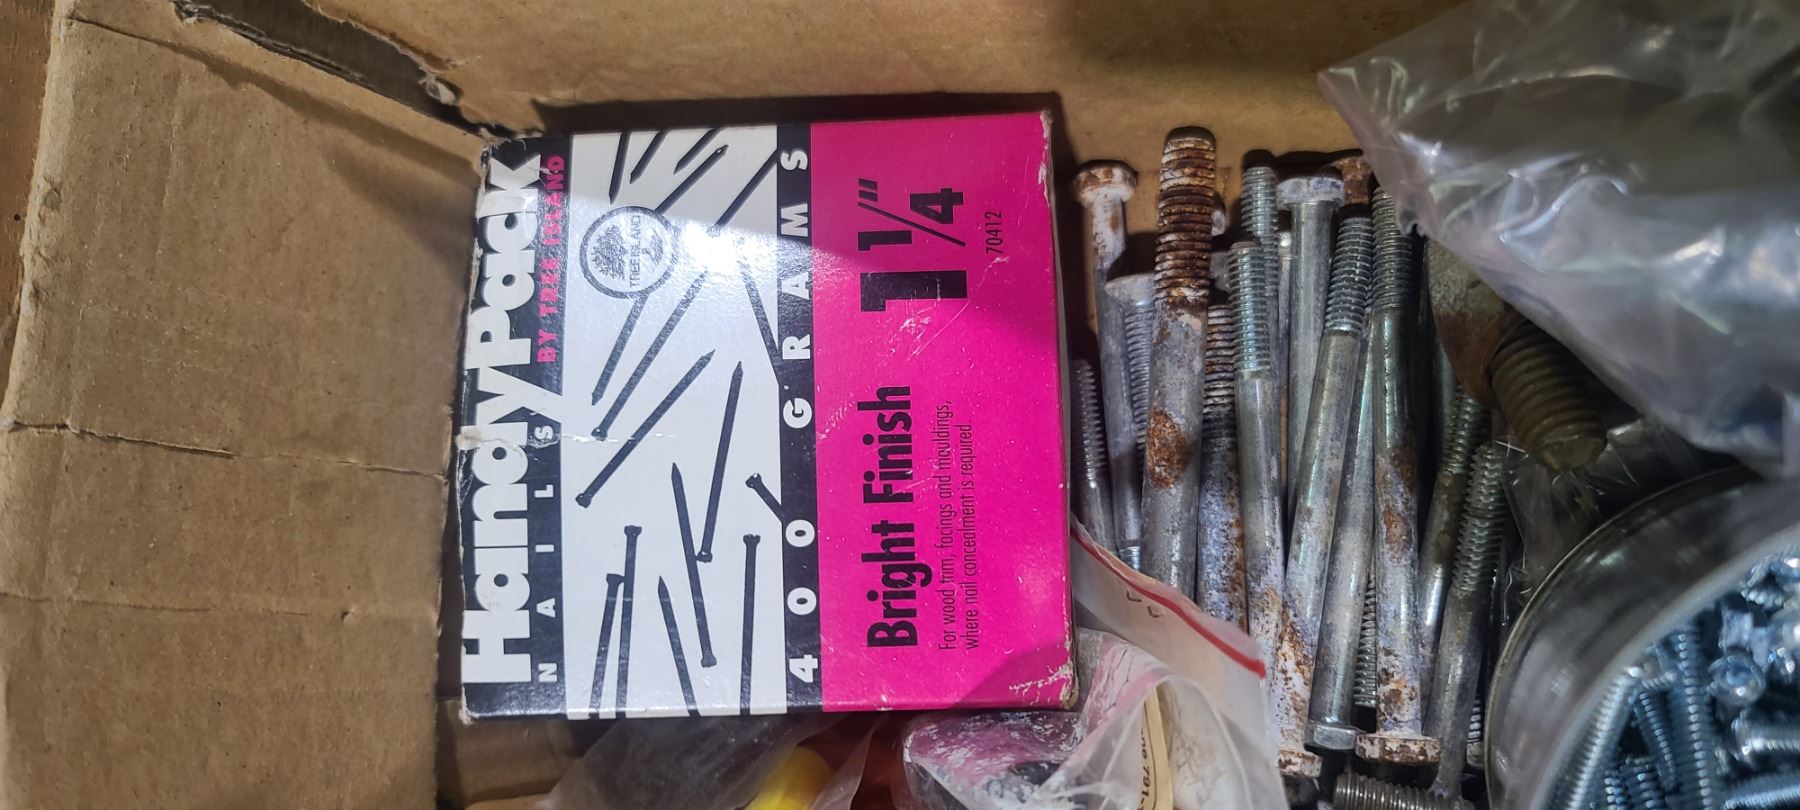 HandyPack
NAILS BY TREE ISLAND
TREE ISLAND
400 GRAMS
Bright Finish 1 1/4"
For wood trim, facings and mouldings,
where nail concealment is required.
70412